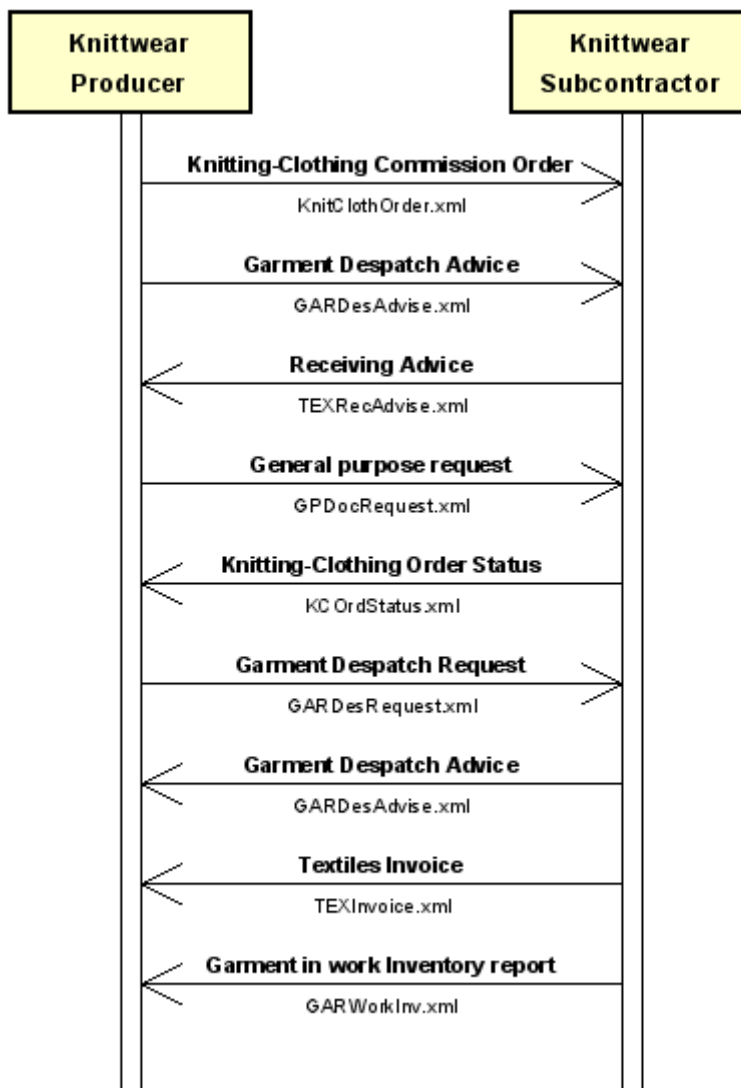 Knittwear
Producer
Knittwear
Subcontractor
Knitting-Clothing Commission Order
KnitClothOrder.xml
Garment Despatch Advice
GARDesAdvise.xml
Receiving Advice
TEXRecAdvise.xml
General purpose request
GPDocRequest.xml
Knitting-Clothing Order Status
KCOrdStatus.xml
Garment Despatch Request
GARDesRequest.xml
Garment Despatch Advice
GARDesAdvise.xml
Textiles Invoice
TEXInvoice.xml
Garment in work Inventory report
GARWorkInv.xml